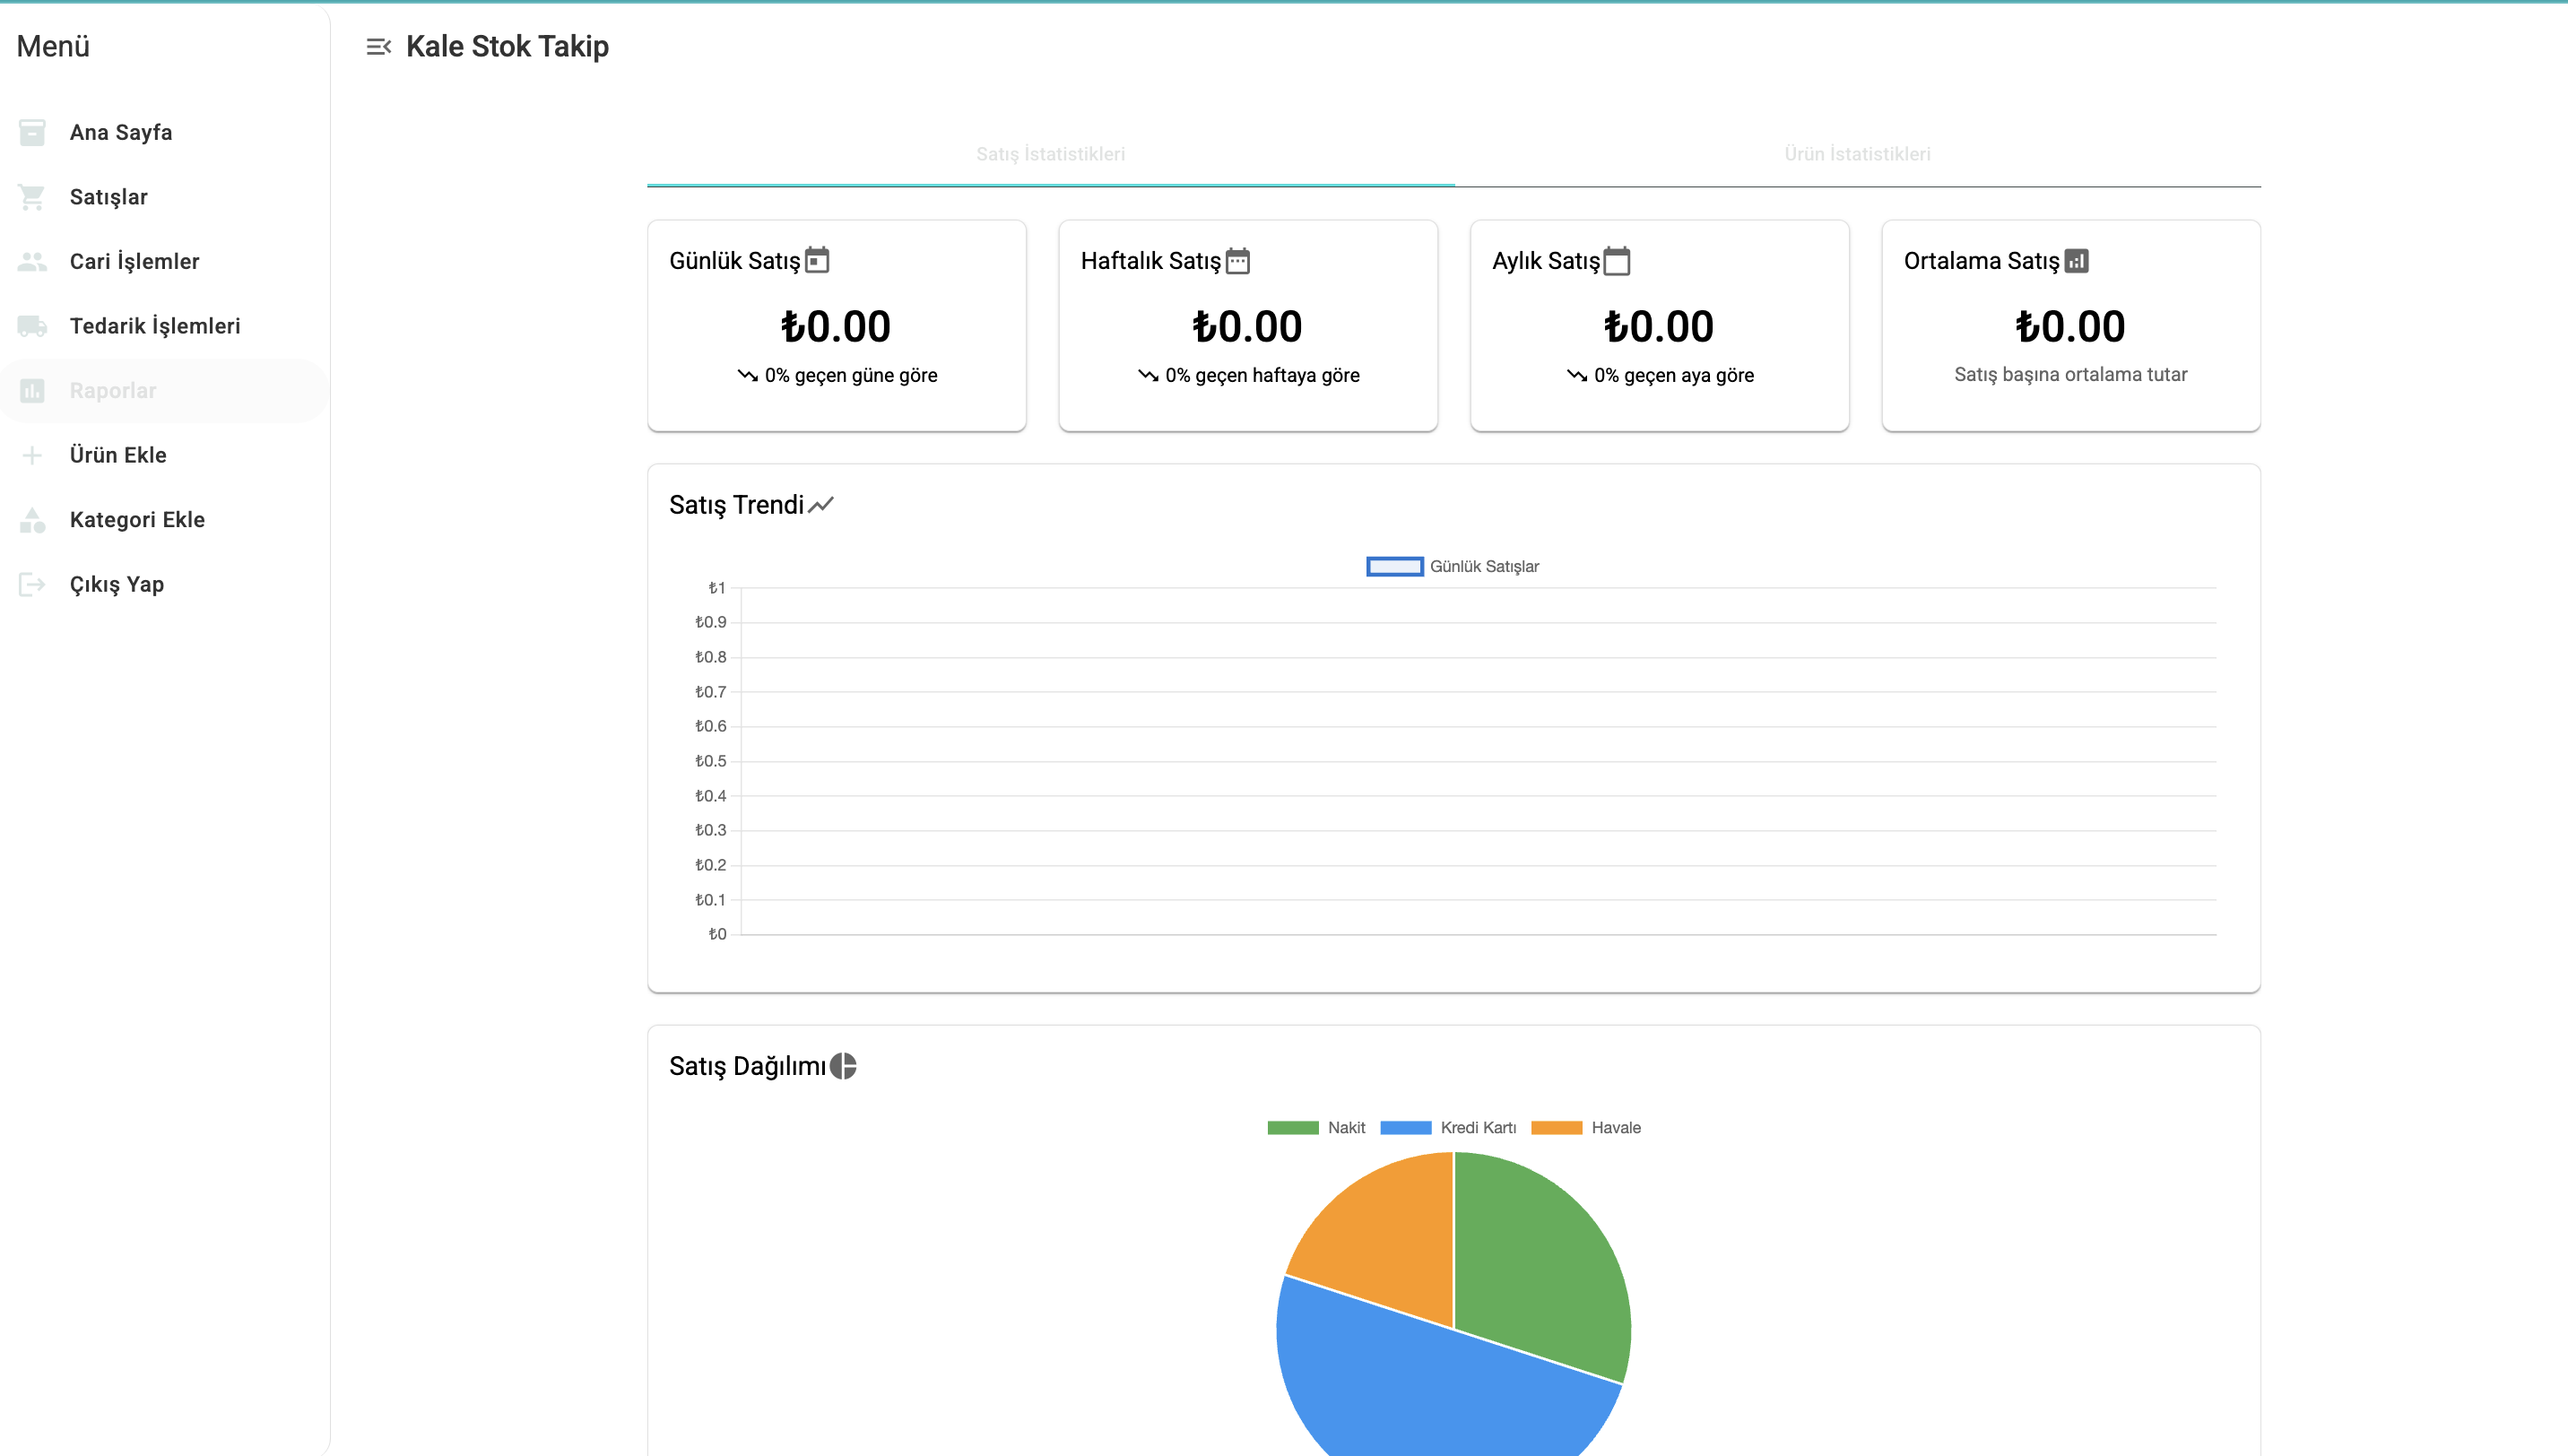 Menü
Ana Sayfa
Satışlar
Cari İşlemler
Tedarik İşlemleri
Raporlar
Ürün Ekle
Kategori Ekle
Çıkış Yap
Kale Stok Takip
Satış İstatistikleri
Ürün İstatistikleri
Günlük Satış
₺0.00
0% geçen güne göre
Haftalık Satış
₺0.00
0% geçen haftaya göre
Aylık Satış
₺0.00
0% geçen aya göre
Ortalama Satış
₺0.00
Satış başına ortalama tutar
Satış Trendi
Günlük Satışlar
₺1
₺0.9
₺0.8
₺0.7
₺0.6
₺0.5
₺0.4
₺0.3
₺0.2
₺0.1
₺0
Satış Dağılımı
Nakit
Kredi Kartı
Havale